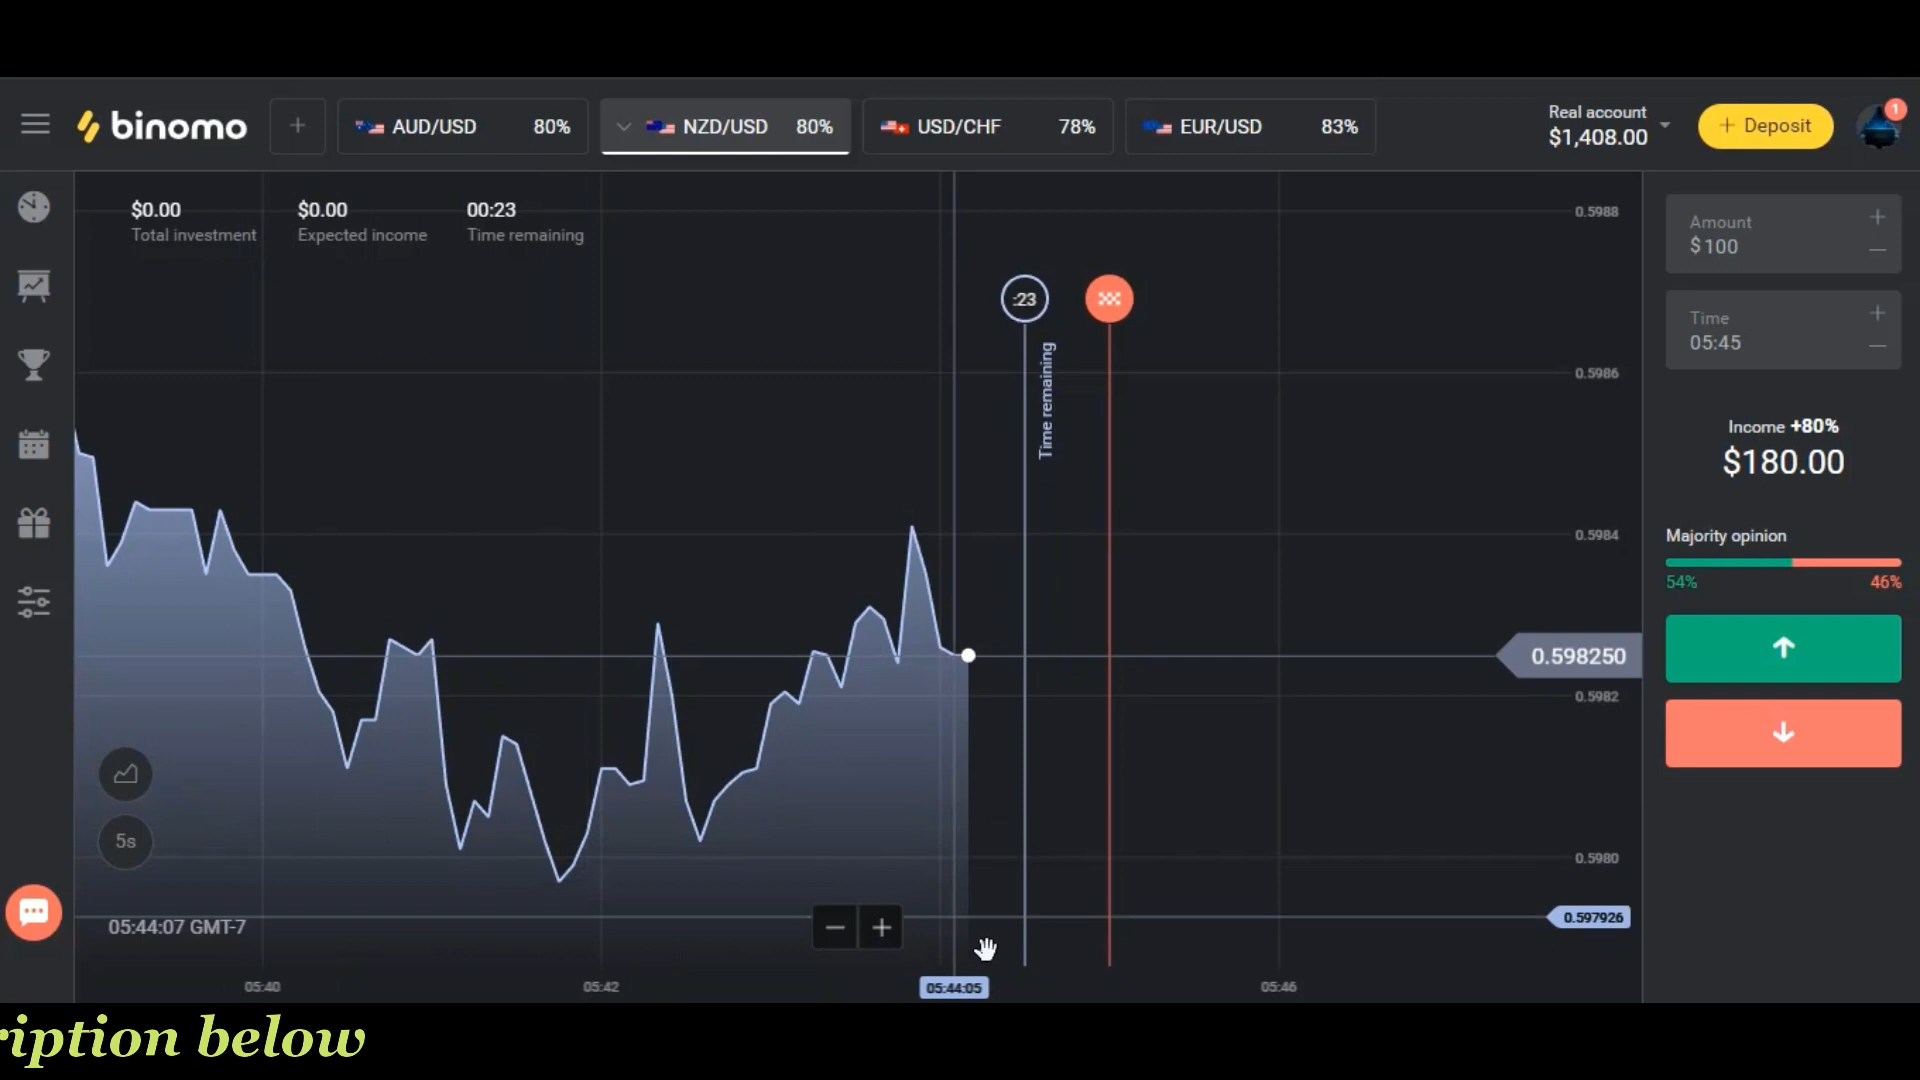 binomo
+
AUD/USD 80%
NZD/USD 80%
USD/CHF 78%
EUR/USD 83%
Real account
$1,408.00
+ Deposit
1
$0.00
Total investment
$0.00
Expected income
00:23
Time remaining
:23
Time remaining
0.5988
0.5986
0.5984
0.598250
0.5982
0.5980
0.597926
Amount
$100
+
−
Time
05:45
+
−
Income +80%
$180.00
Majority opinion
54%
46%
5s
05:44:07 GMT-7
− +
05:40
05:42
05:44:05
05:46
ription below